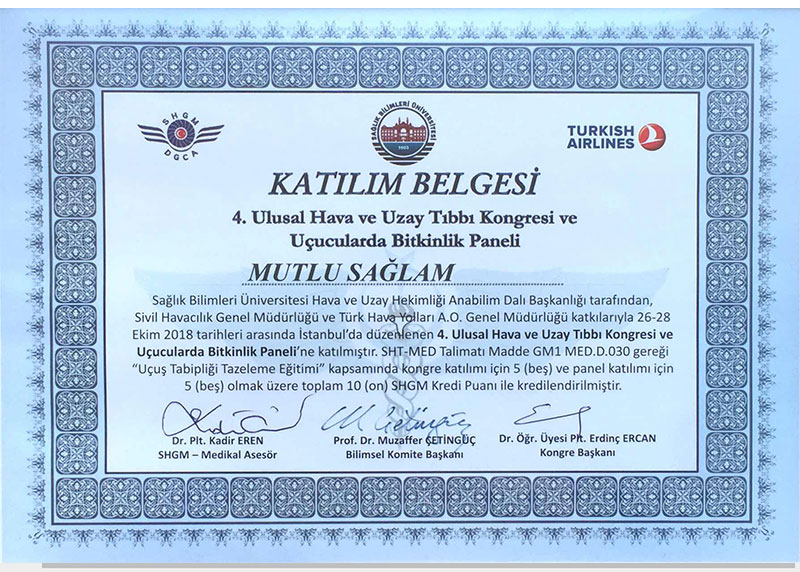 SHGM
DGCA
SAĞLIK BİLİMLERİ ÜNİVERSİTESİ
1903
TURKISH
AIRLINES
KATILIM BELGESİ
4. Ulusal Hava ve Uzay Tıbbı Kongresi ve
Uçucularda Bitkinlik Paneli
MUTLU SAĞLAM
Sağlık Bilimleri Üniversitesi Hava ve Uzay Hekimliği Anabilim Dalı Başkanlığı tarafından,
Sivil Havacılık Genel Müdürlüğü ve Türk Hava Yolları A.O. Genel Müdürlüğü katkılarıyla 26-28
Ekim 2018 tarihleri arasında İstanbul’da düzenlenen 4. Ulusal Hava ve Uzay Tıbbı Kongresi ve
Uçucularda Bitkinlik Paneli’ne katılmıştır. SHT-MED Talimatı Madde GM1 MED.D.030 gereği
“Uçuş Tabipliği Tazeleme Eğitimi” kapsamında kongre katılımı için 5 (beş) ve panel katılımı için
5 (beş) olmak üzere toplam 10 (on) SHGM Kredi Puanı ile kredilendirilmiştir.
Dr. Plt. Kadir EREN
SHGM – Medikal Asesör
Prof. Dr. Muzaffer ÇETİNGÜÇ
Bilimsel Komite Başkanı
Dr. Öğr. Üyesi Plt. Erdinç ERCAN
Kongre Başkanı